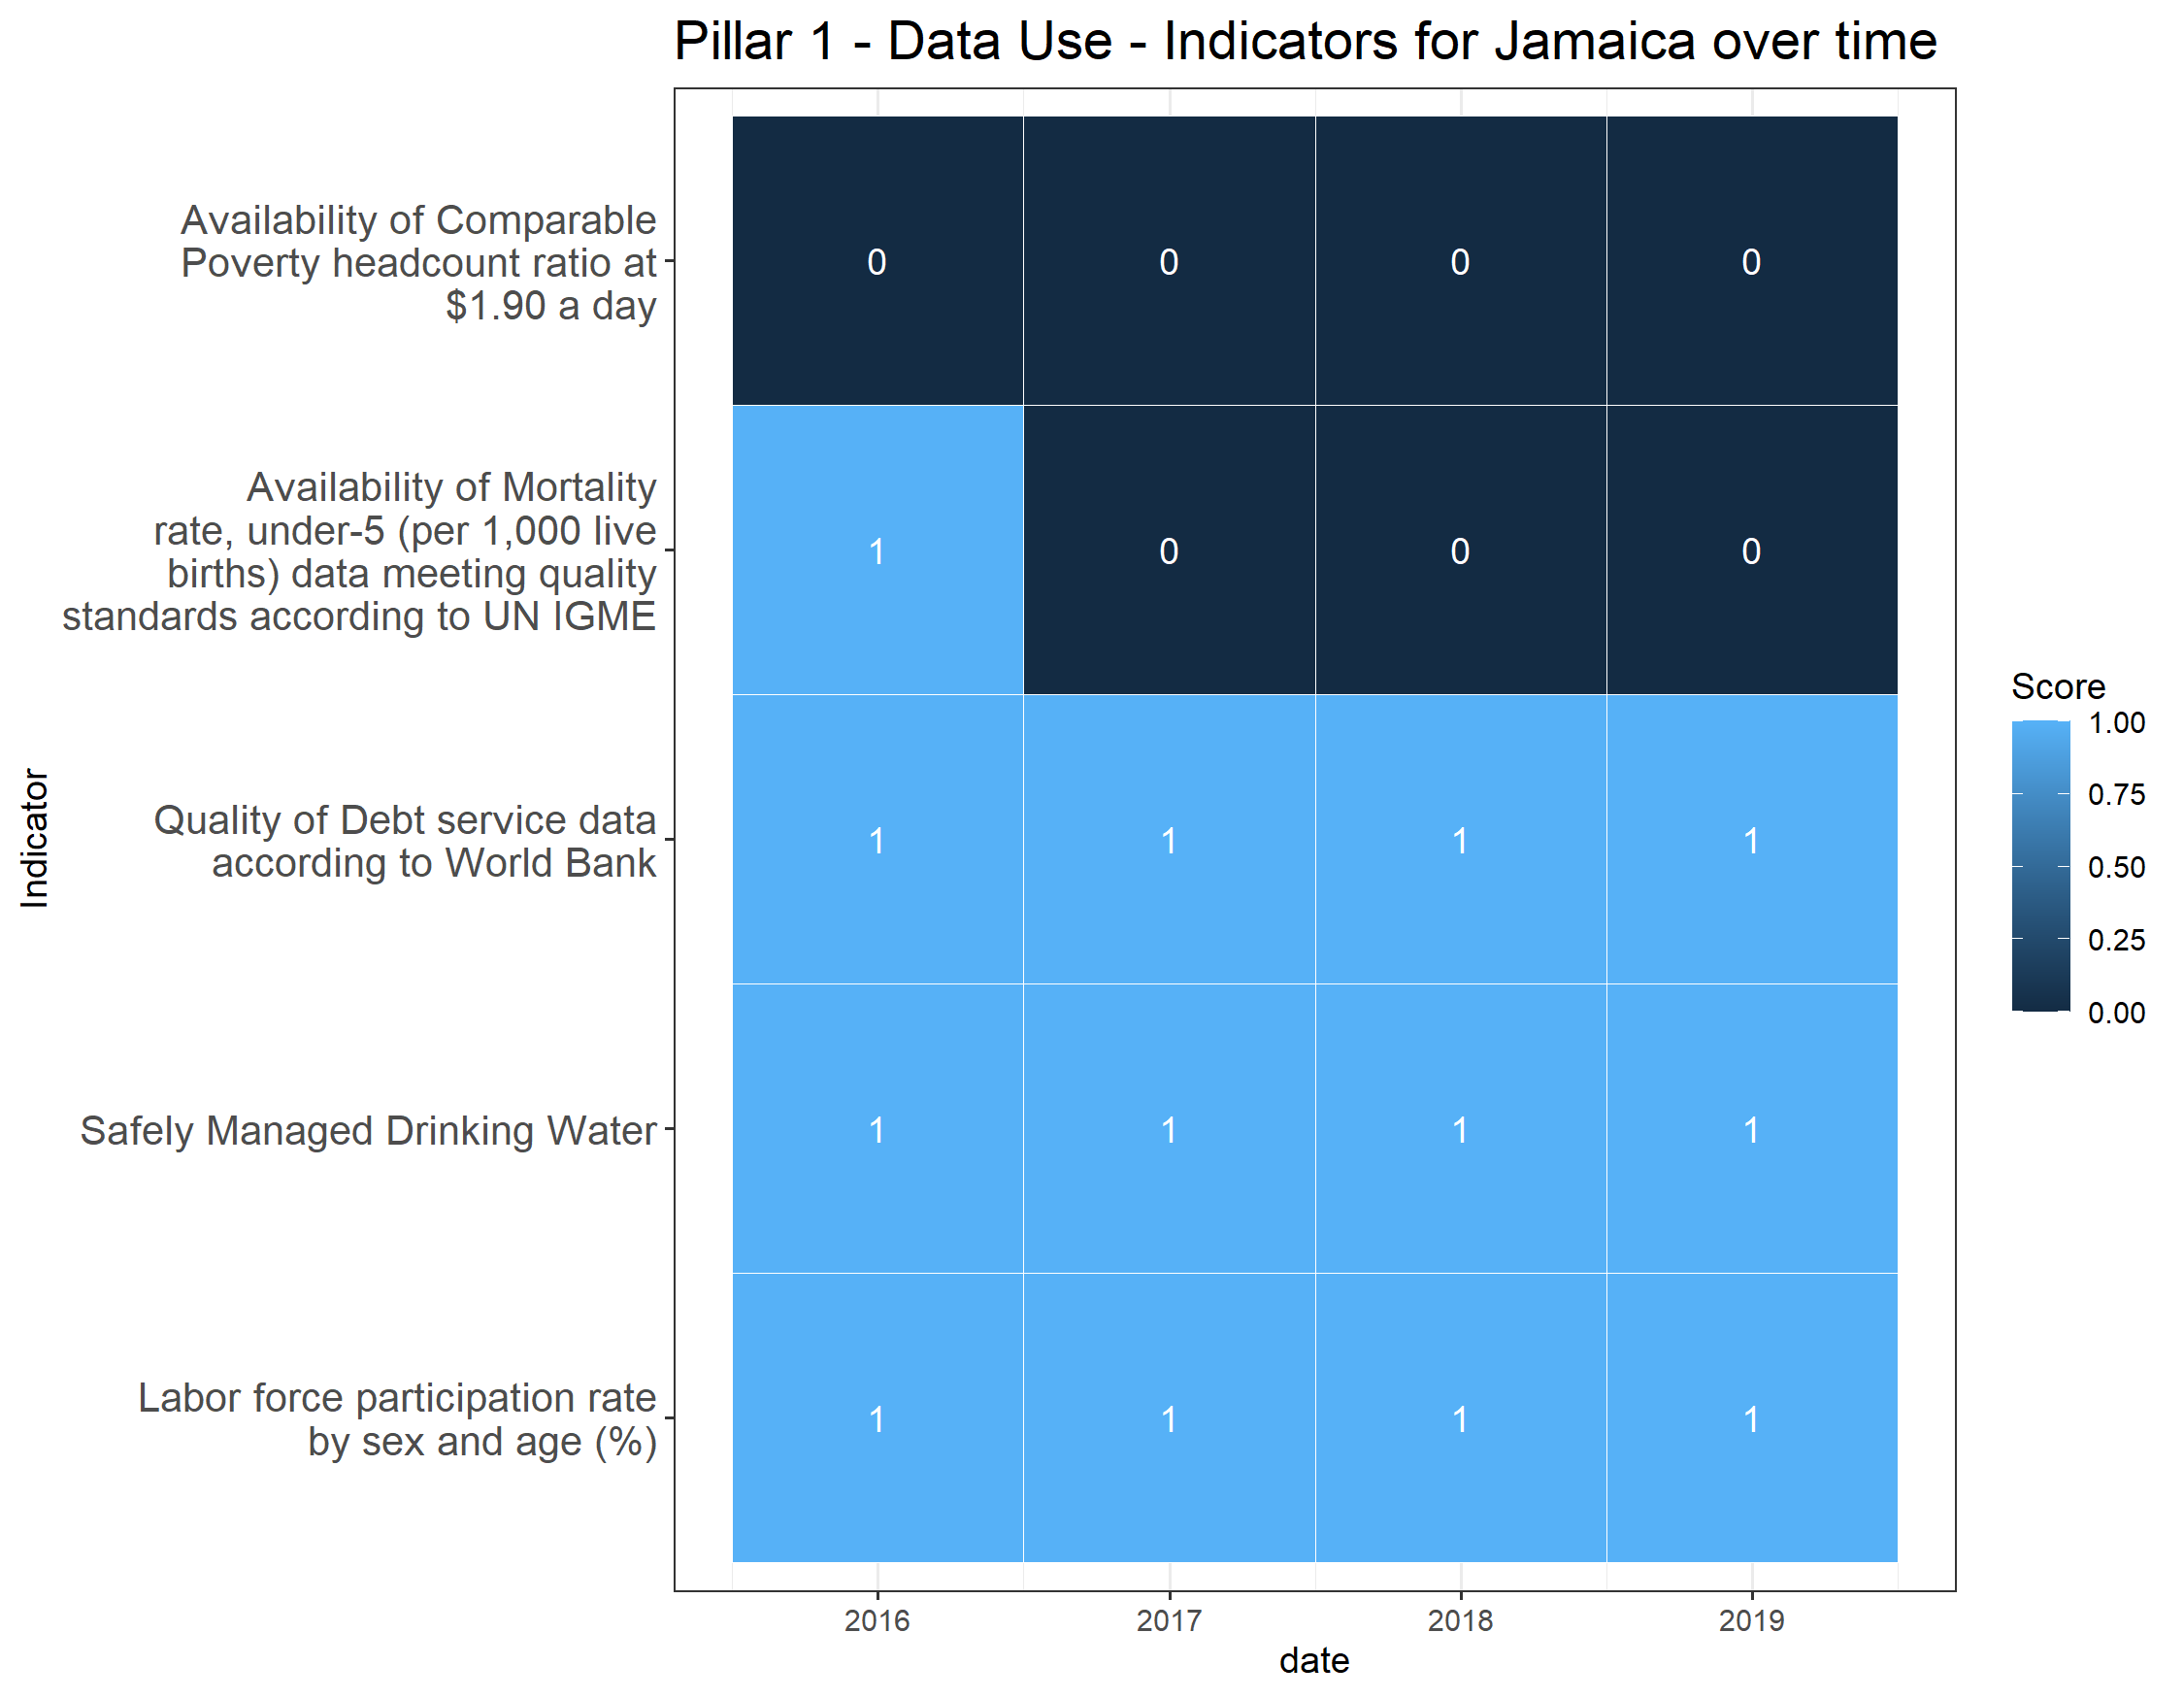 Pillar 1 - Data Use - Indicators for Jamaica over time
Indicator
Availability of Comparable
Poverty headcount ratio at
$1.90 a day
0 0 0 0
Availability of Mortality
rate, under-5 (per 1,000 live
births) data meeting quality
standards according to UN IGME
1 0 0 0
Quality of Debt service data
according to World Bank
1 1 1 1
Safely Managed Drinking Water
1 1 1 1
Labor force participation rate
by sex and age (%)
1 1 1 1
2016 2017 2018 2019
date
Score
1.00
0.75
0.50
0.25
0.00